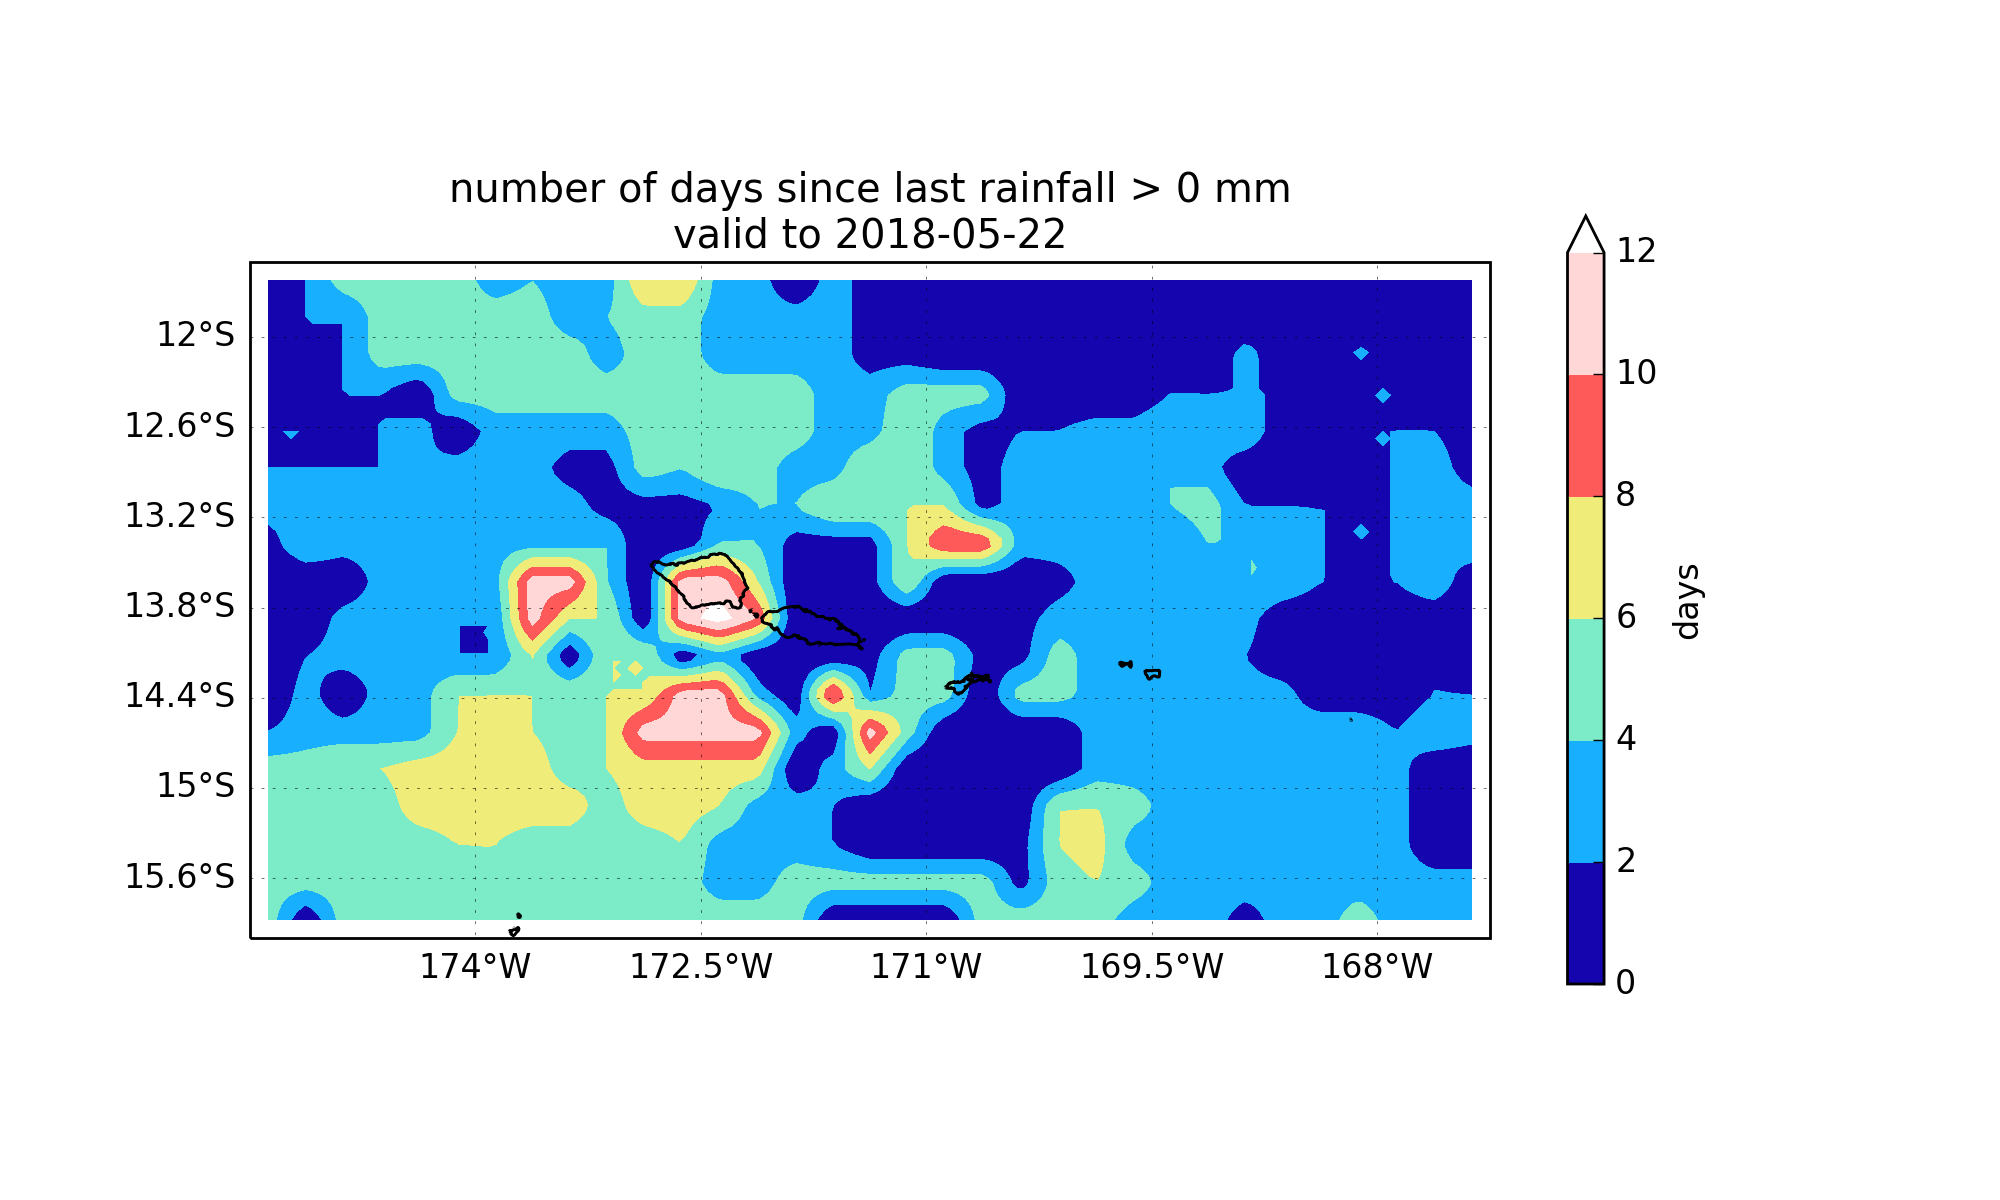 number of days since last rainfall > 0 mm
valid to 2018-05-22
12°S
12.6°S
13.2°S
13.8°S
14.4°S
15°S
15.6°S
174°W
172.5°W
171°W
169.5°W
168°W
12
10
8
6
4
2
0
days